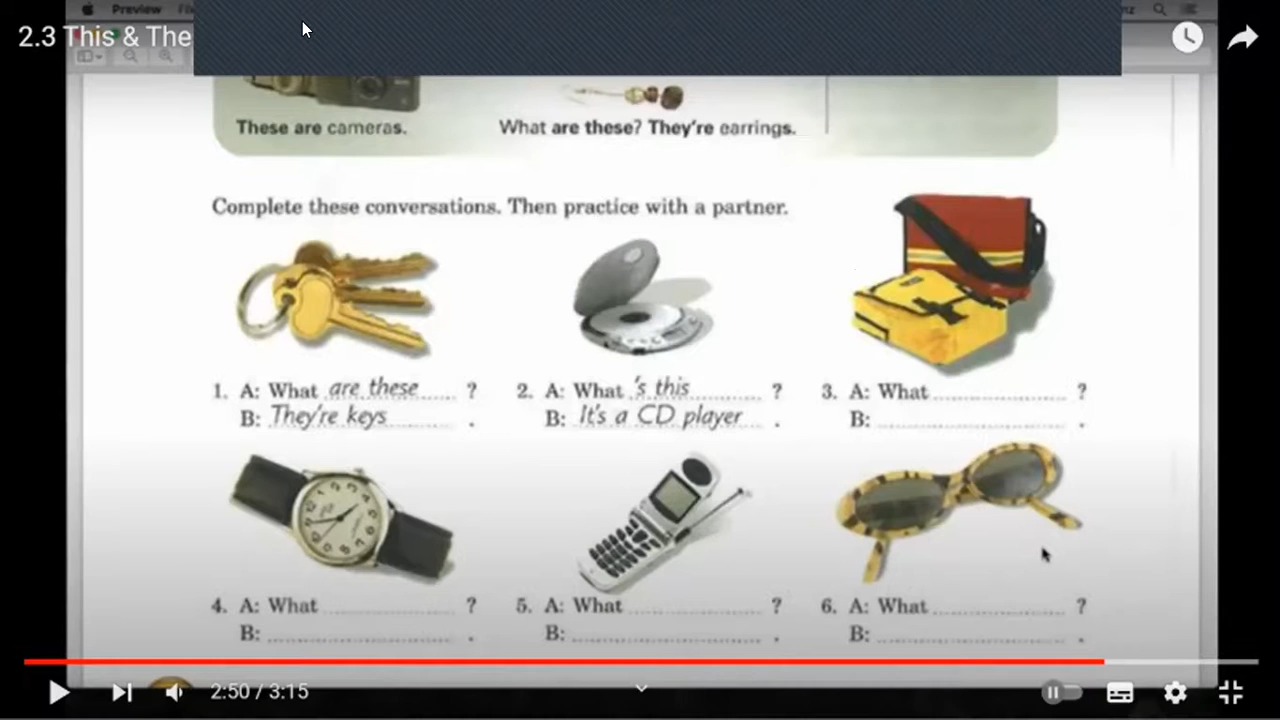 Preview
2.3 This & The
These are cameras.
What are these? They're earrings.
Complete these conversations. Then practice with a partner.
1. A: What are these ?
B: They're keys .
2. A: What 's this ?
B: It's a CD player .
3. A: What ?
B: .
4. A: What ?
B: .
5. A: What ?
B: .
6. A: What ?
B: .
2:50 / 3:15